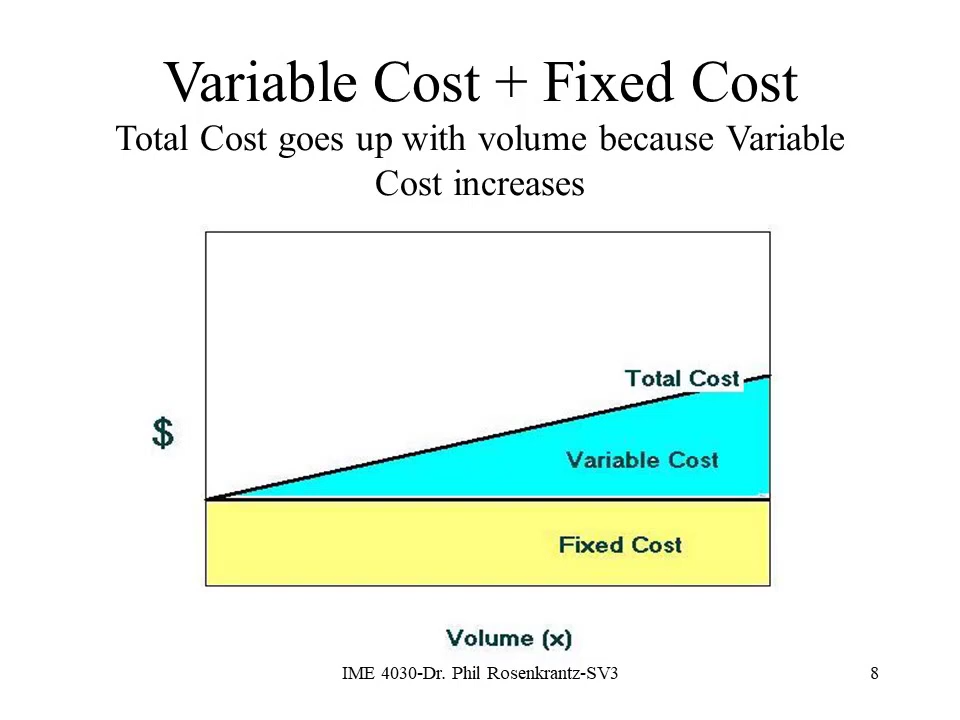 Variable Cost + Fixed Cost
Total Cost goes up with volume because Variable
Cost increases
Total Cost
$
Variable Cost
Fixed Cost
Volume (x)
IME 4030-Dr. Phil Rosenkrantz-SV3
8